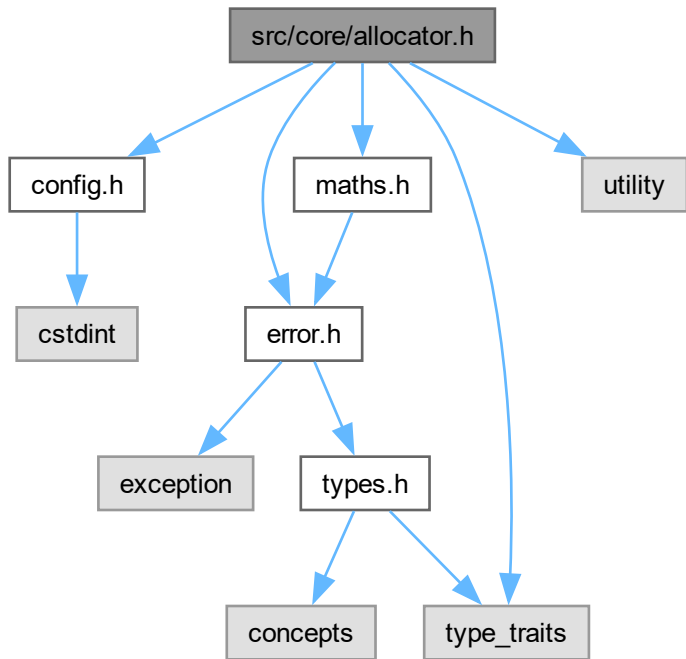 src/core/allocator.h
config.h
maths.h
utility
cstdint
error.h
exception
types.h
concepts
type_traits